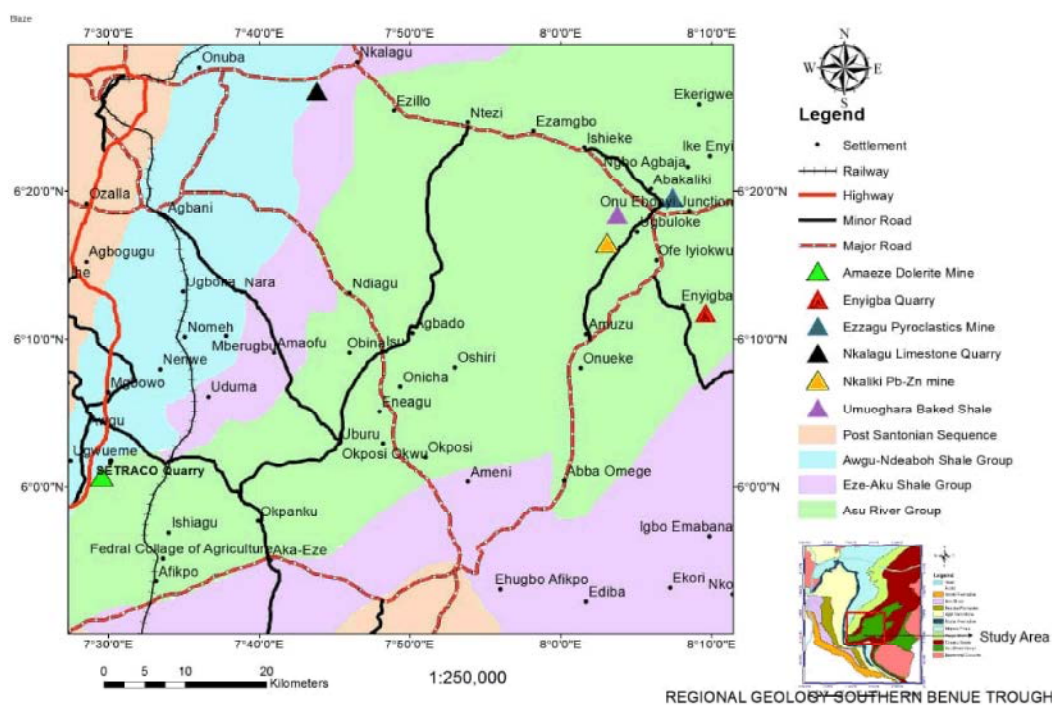 Blaze
7°30'0"E 7°40'0"E 7°50'0"E 8°0'0"E 8°10'0"E
Onuba
Nkalagu
Ezillo
Ntezi
Ezamgbo
Ekerigwe
Ishieke
Ike Enyi
Ngbo Agbaja
Abakaliki
6°20'0"N
6°20'0"N
Ozalla
Agbani
Onu Ebonyi Junction
Ugbuloke
Agbogugu
Ofe Iyiokwu
Ihe
Ugbona
Nara
Ndiagu
Enyigba
6°10'0"N
6°10'0"N
Nomeh
Mberugbu
Amaofu
Obina
Isu
Agbado
Amuzu
Nenwe
Oshiri
Onueke
Mgbowo
Uduma
Onicha
Eneagu
Awgu
Uburu
Okposi Okwu
Okposi
Ugwueme
SETRACO Quarry
Ameni
Abba Omege
6°0'0"N
6°0'0"N
Okpanku
Ishiagu
Igbo Emabana
Fedral Collage of Agriculture
Aka-Eze
Afikpo
Ehugbo Afikpo
Ediba
Ekori
Nko
7°30'0"E 7°40'0"E 7°50'0"E 8°0'0"E 8°10'0"E
0 5 10 20
Kilometers
1:250,000
N
W E
S
Legend
Settlement
Railway
Highway
Minor Road
Major Road
Amaeze Dolerite Mine
Enyigba Quarry
Ezzagu Pyroclastics Mine
Nkalagu Limestone Quarry
Nkaliki Pb-Zn mine
Umuoghara Baked Shale
Post Santonian Sequence
Awgu-Ndeaboh Shale Group
Eze-Aku Shale Group
Asu River Group
Legend
Study Area
REGIONAL GEOLOGY SOUTHERN BENUE TROUGH